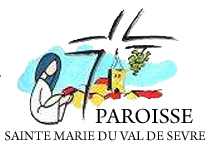 PAROISSE
SAINTE MARIE DU VAL DE SEVRE